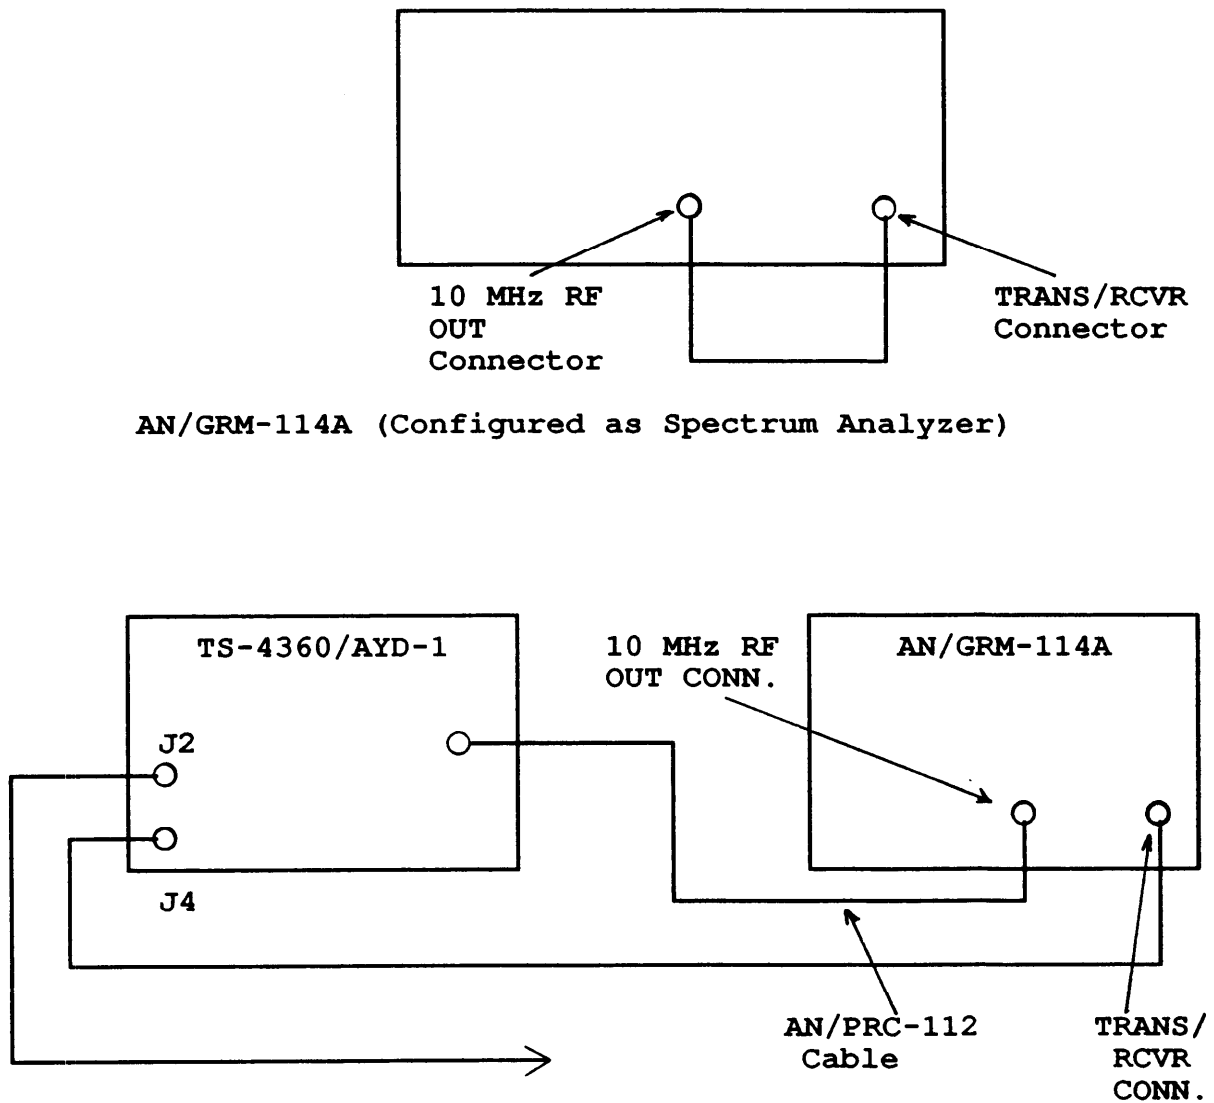 10 MHz RF
OUT
Connector
TRANS/RCVR
Connector
AN/GRM-114A (Configured as Spectrum Analyzer)
TS-4360/AYD-1
10 MHz RF
OUT CONN.
AN/GRM-114A
J2
J4
AN/PRC-112
Cable
TRANS/
RCVR
CONN.